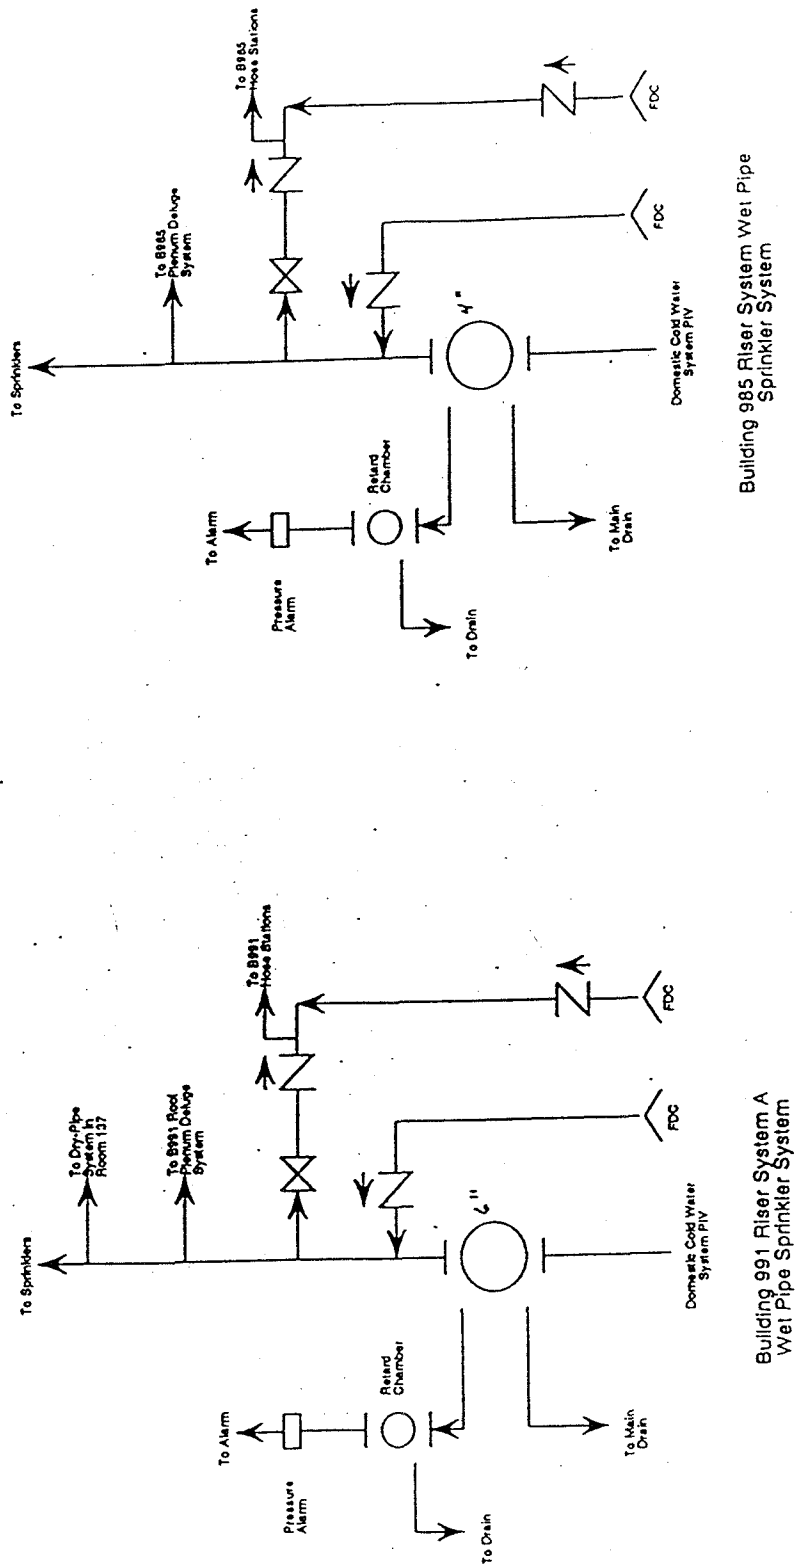 To Sprinklers
To Dry-Pipe
System in
Room 137
To B991 Roof
Plenum Deluge
System
To B991
Hose Stations
To Alarm
Pressure
Alarm
Retard
Chamber
6"
To Drain
To Main
Drain
Domestic Cold Water
System PIV
FDC
FDC
Building 991 Riser System A
Wet Pipe Sprinkler System
To Sprinklers
To B985
Plenum Deluge
System
To B985
Hose Stations
To Alarm
Pressure
Alarm
Retard
Chamber
4"
To Drain
To Main
Drain
Domestic Cold Water
System PIV
FDC
FDC
Building 985 Riser System Wet Pipe
Sprinkler System